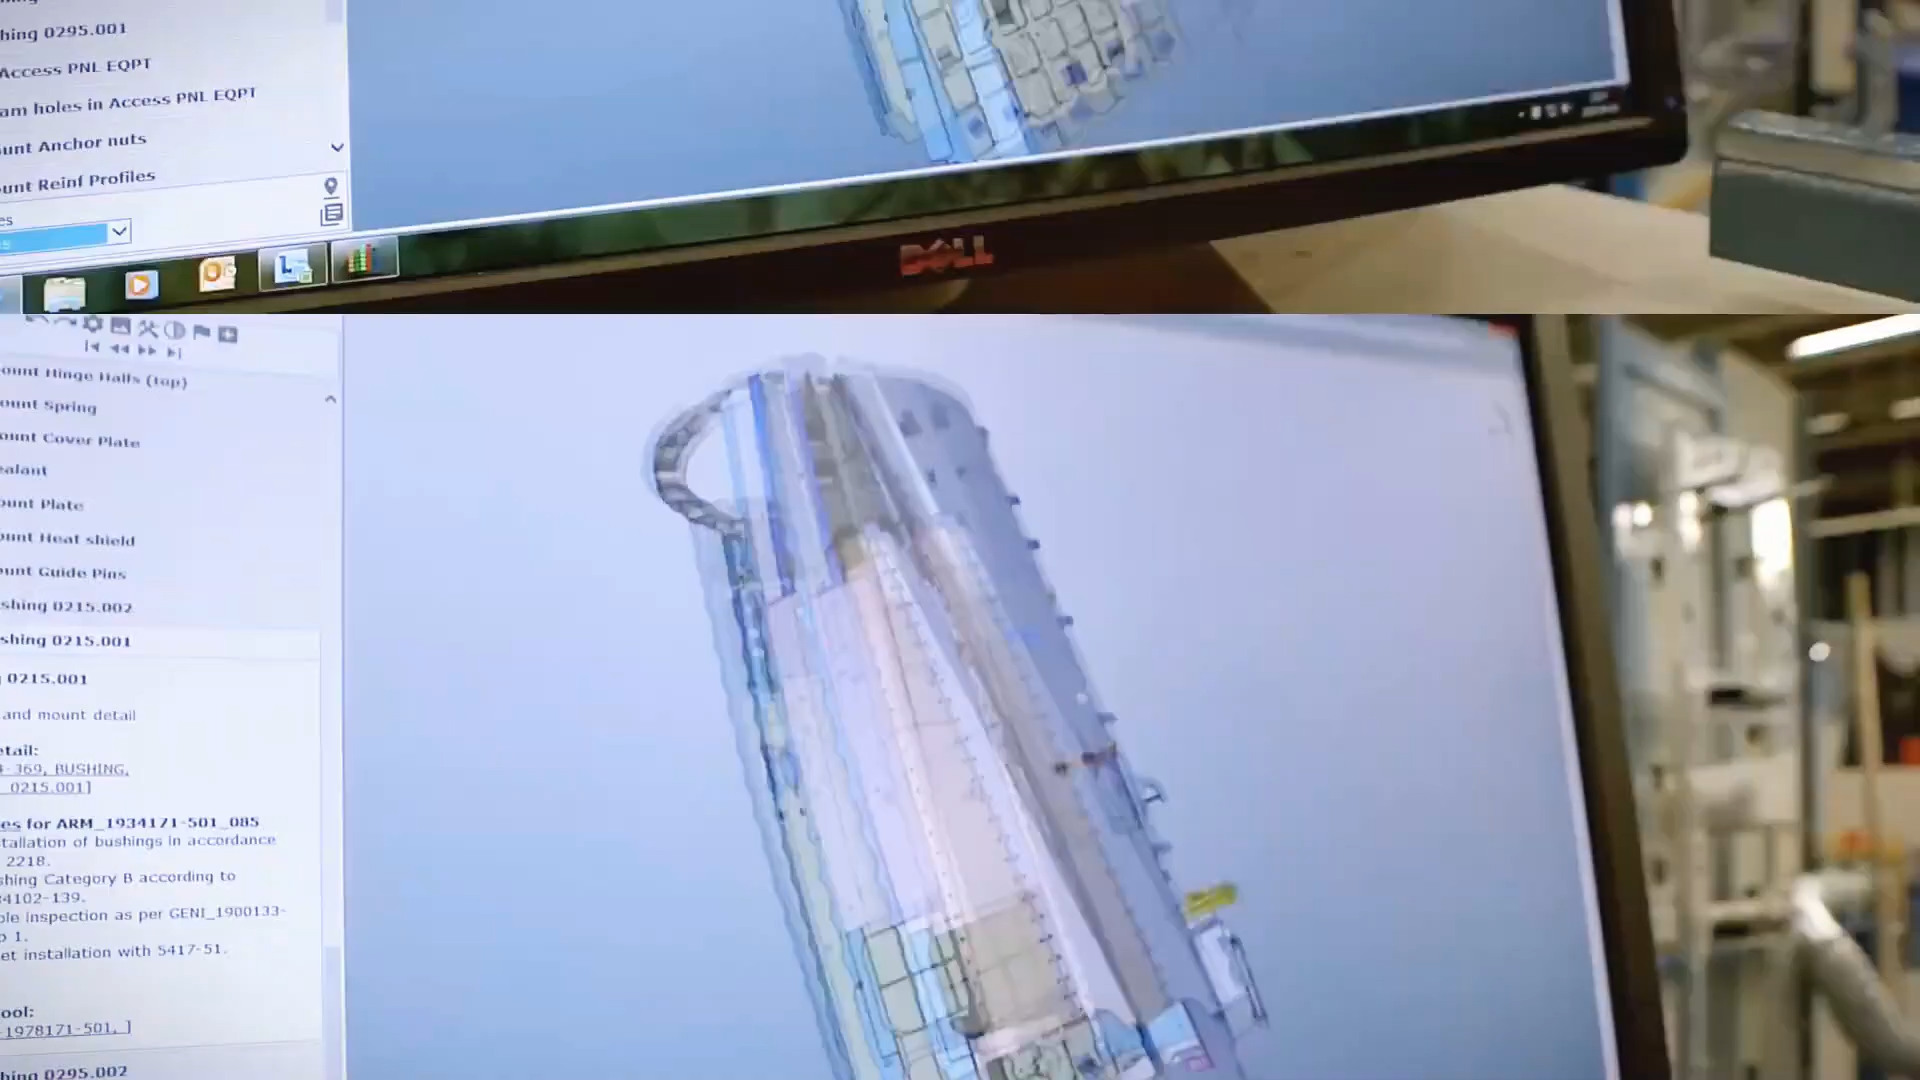 hing 0295.001
Access PNL EQPT
am holes in Access PNL EQPT
unt Anchor nuts
unt Reinf Profiles
es
s
DELL
ount Hinge Halfs (top)
ount Spring
ount Cover Plate
ealant
ount Plate
ount Heat shield
ount Guide Pins
shing 0215.002
shing 0215.001
0215.001
and mount detail
etail:
-369, BUSHING,
_0215.001]
es for ARM_1934171-501_085
tallation of bushings in accordance
2218.
shing Category B according to
4102-139.
ble inspection as per GENI_1900133-
p 1.
et installation with 5417-51.
ool:
-1978171-501, ]
hing 0295.002